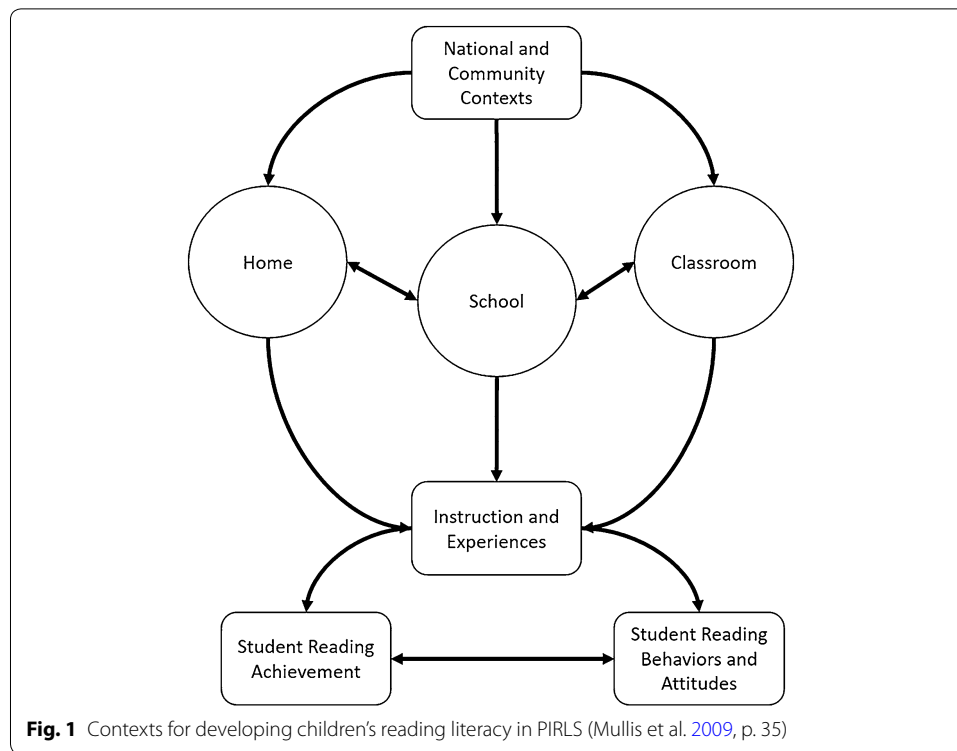 National and
Community
Contexts
Home
School
Classroom
Instruction and
Experiences
Student Reading
Achievement
Student Reading
Behaviors and
Attitudes
Fig. 1 Contexts for developing children’s reading literacy in PIRLS (Mullis et al. 2009, p. 35)